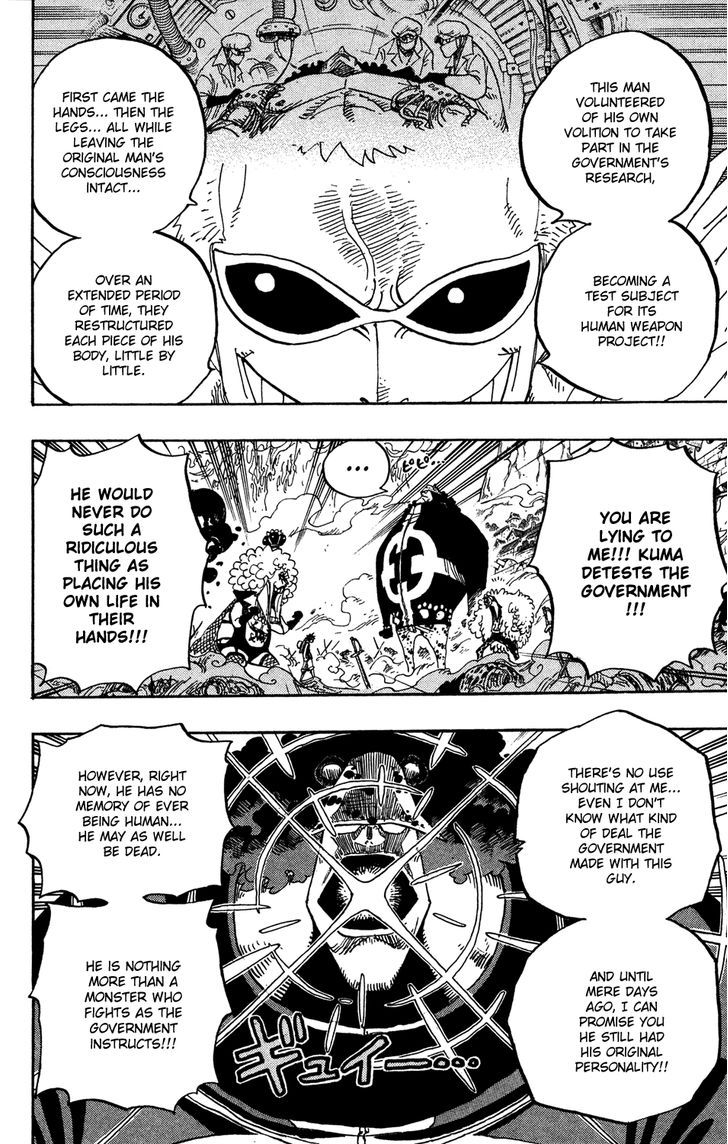 THIS MAN
VOLUNTEERED
OF HIS OWN
VOLITION TO TAKE
PART IN THE
GOVERNMENT'S
RESEARCH,
BECOMING A
TEST SUBJECT
FOR ITS
HUMAN WEAPON
PROJECT!!
FIRST CAME THE
HANDS... THEN THE
LEGS... ALL WHILE
LEAVING THE
ORIGINAL MAN'S
CONSCIOUSNESS
INTACT...
OVER AN
EXTENDED PERIOD
OF TIME, THEY
RESTRUCTURED
EACH PIECE OF HIS
BODY, LITTLE BY
LITTLE.
YOU ARE
LYING TO
ME!!! KUMA
DETESTS THE
GOVERNMENT
!!!
...
ピピ...
HE WOULD
NEVER DO
SUCH A
RIDICULOUS
THING AS
PLACING HIS
OWN LIFE IN
THEIR
HANDS!!!
THERE'S NO USE
SHOUTING AT ME...
EVEN I DON'T
KNOW WHAT KIND
OF DEAL THE
GOVERNMENT
MADE WITH THIS
GUY.
AND UNTIL
MERE DAYS
AGO, I CAN
PROMISE YOU
HE STILL HAD
HIS ORIGINAL
PERSONALITY!!
HOWEVER, RIGHT
NOW, HE HAS NO
MEMORY OF EVER
BEING HUMAN...
HE MAY AS WELL
BE DEAD.
HE IS NOTHING
MORE THAN A
MONSTER WHO
FIGHTS AS THE
GOVERNMENT
INSTRUCTS!!!
ギュイー...